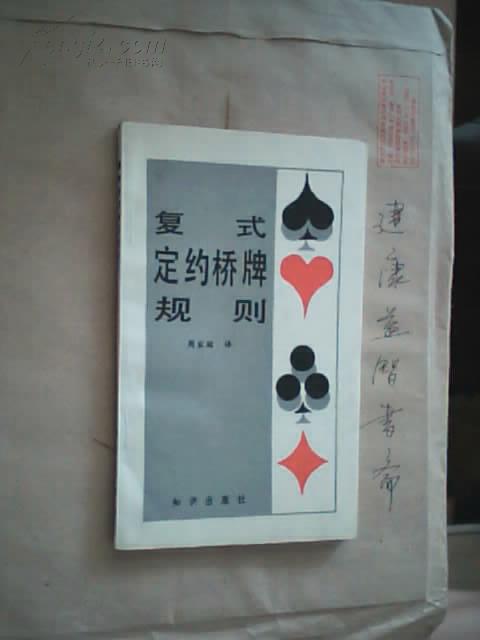 复式
定约桥牌
规则
周家骝 译
知识出版社
建康益智书斋